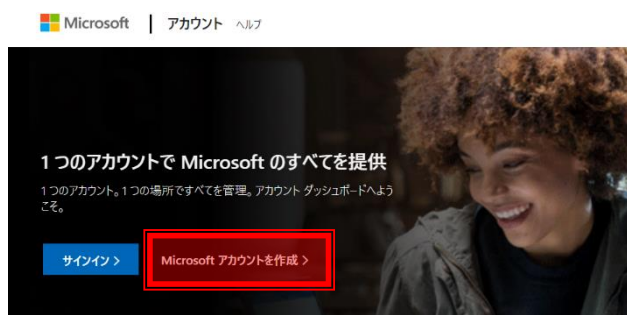 Microsoft | アカウント ヘルプ
1つのアカウントで Microsoft のすべてを提供
1つのアカウント。1つの場所ですべてを管理。アカウント ダッシュボードへよう
こそ。
サインイン > Microsoft アカウントを作成 >